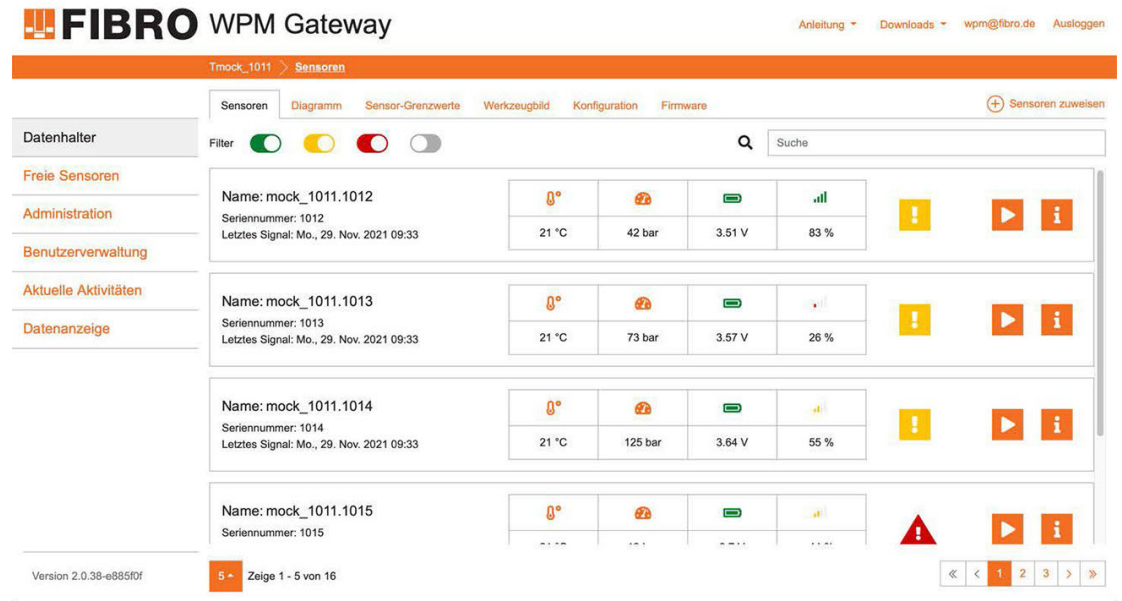 FIBRO WPM Gateway
Anleitung Downloads wpm@fibro.de Ausloggen
Tmock_1011 Sensoren
Sensoren Diagramm Sensor-Grenzwerte Werkzeugbild Konfiguration Firmware Sensoren zuweisen
Datenhalter
Freie Sensoren
Administration
Benutzerverwaltung
Aktuelle Aktivitäten
Datenanzeige
Filter Suche
Name: mock_1011.1012
Seriennummer: 1012
Letztes Signal: Mo., 29. Nov. 2021 09:33
21 °C 42 bar 3.51 V 83 %
Name: mock_1011.1013
Seriennummer: 1013
Letztes Signal: Mo., 29. Nov. 2021 09:33
21 °C 73 bar 3.57 V 26 %
Name: mock_1011.1014
Seriennummer: 1014
Letztes Signal: Mo., 29. Nov. 2021 09:33
21 °C 125 bar 3.64 V 55 %
Name: mock_1011.1015
Seriennummer: 1015
Version 2.0.38-e885f0f
5 Zeige 1 - 5 von 16
« < 1 2 3 > »